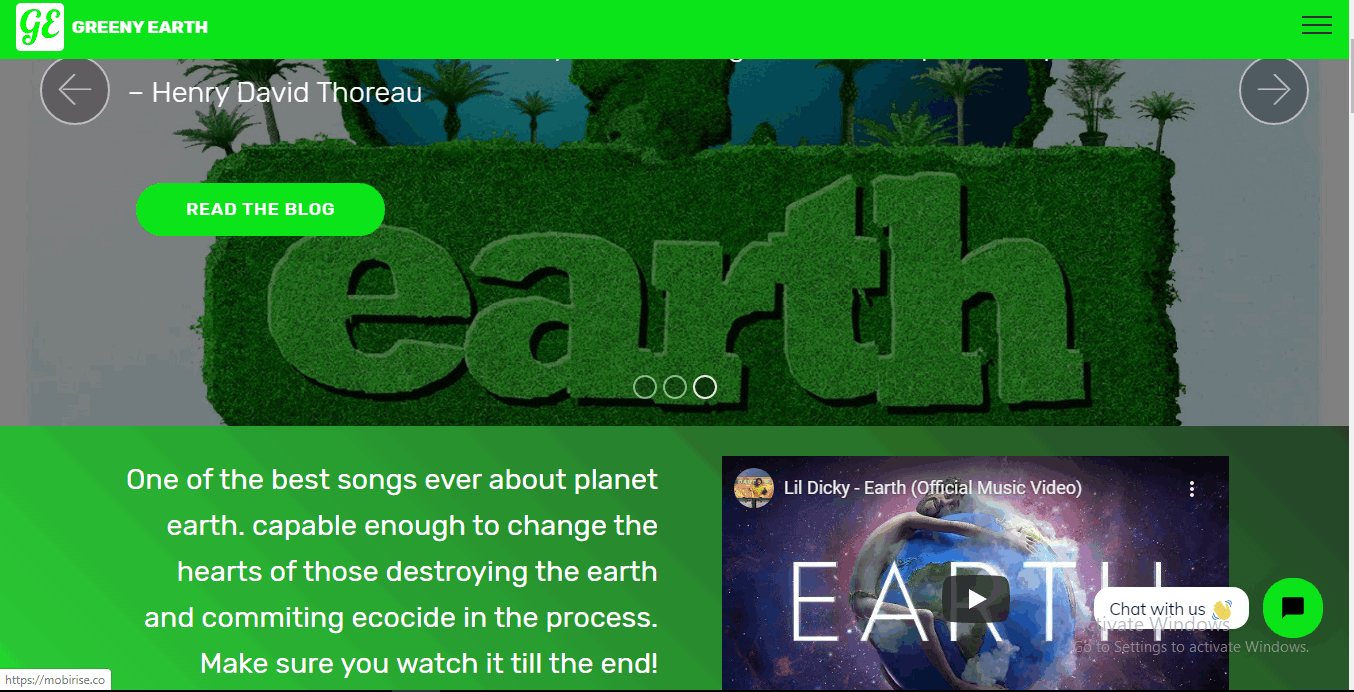 GE
GREENY EARTH
– Henry David Thoreau
READ THE BLOG
earth
One of the best songs ever about planet
earth. capable enough to change the
hearts of those destroying the earth
and commiting ecocide in the process.
Make sure you watch it till the end!
Lil Dicky - Earth (Official Music Video)
EARTH
Chat with us 👋
Activate Windows
Go to Settings to activate Windows.
https://mobirise.co